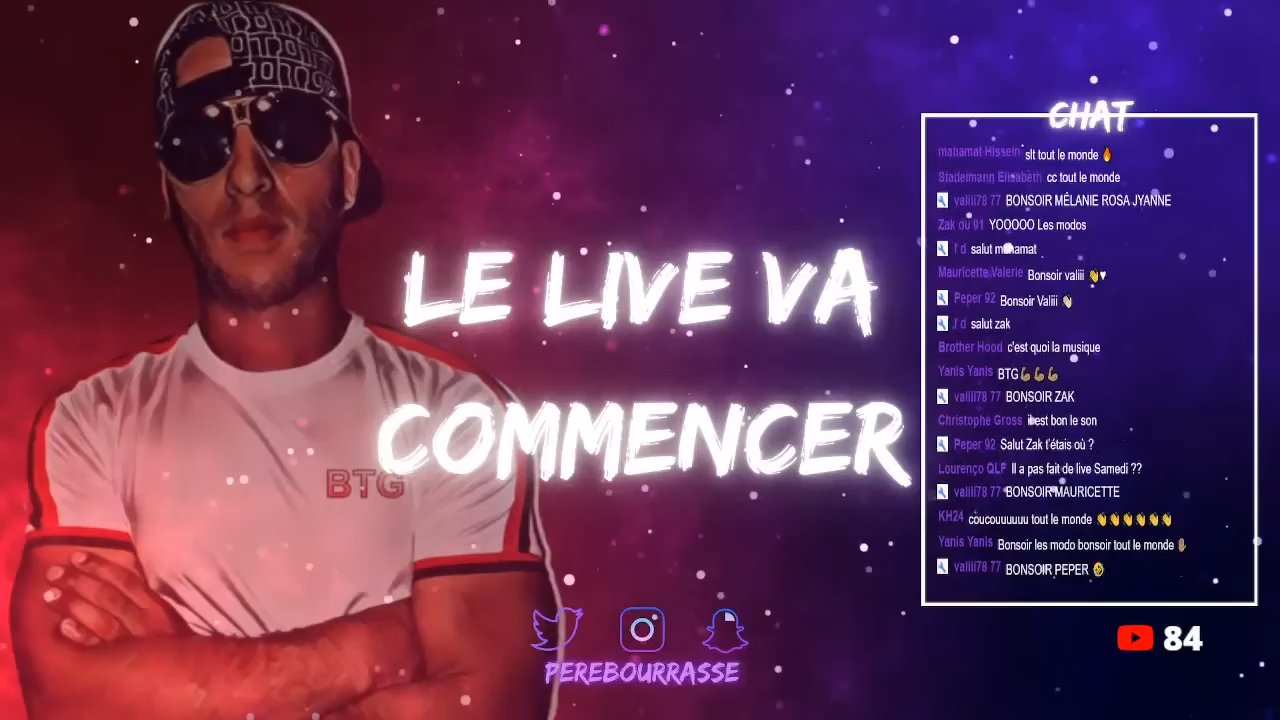 LE LIVE VA
COMMENCER
BTG
PEREBOURRASSE
CHAT
mahamat Hissein slt tout le monde 🔥
Stadelmann Elisabeth cc tout le monde
valiii78 77 BONSOIR MÉLANIE ROSA JYANNE
Zak du 91 YOOOOO Les modos
J d salut mahamat
Mauricette Valerie Bonsoir valiii 👏♥
Peper 92 Bonsoir Valiii 👋🏻
J d salut zak
Brother Hood c'est quoi la musique
Yanis Yanis BTG💪🏽💪🏽💪🏽
valiii78 77 BONSOIR ZAK
Christophe Gross il est bon le son
Peper 92 Salut Zak t'étais où ?
Lourenço QLF Il a pas fait de live Samedi ??
valiii78 77 BONSOIR MAURICETTE
KH24 coucouuuuuu tout le monde 👏👏👏👏👏👏
Yanis Yanis Bonsoir les modo bonsoir tout le monde ✋🏽
valiii78 77 BONSOIR PEPER 🤣
84